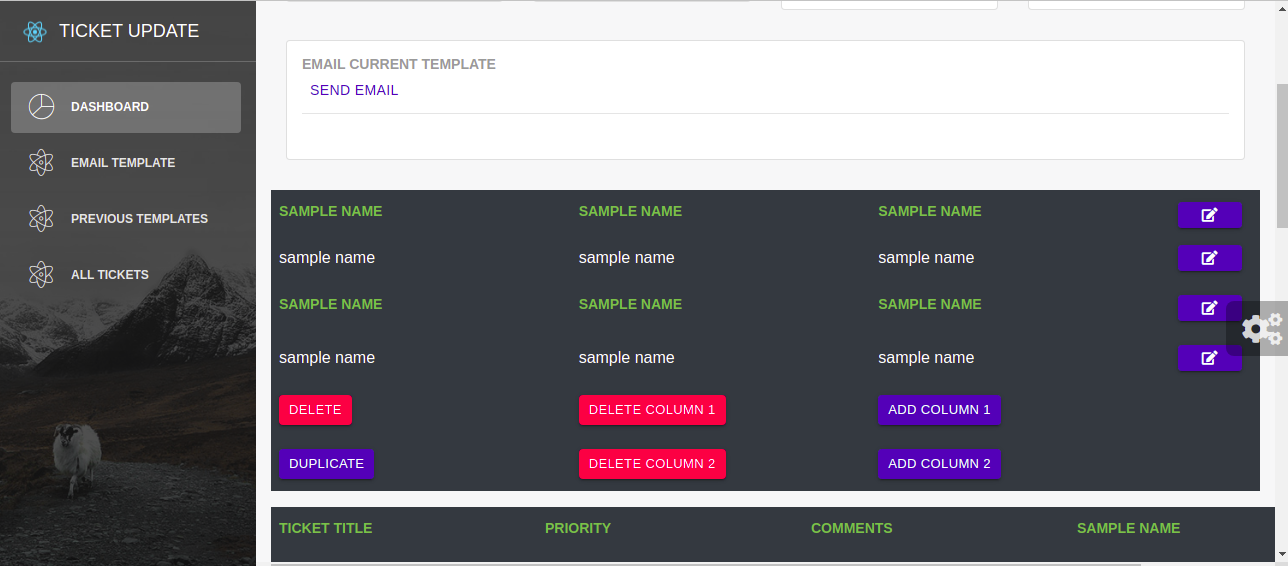 TICKET UPDATE
DASHBOARD
EMAIL TEMPLATE
PREVIOUS TEMPLATES
ALL TICKETS
EMAIL CURRENT TEMPLATE
SEND EMAIL
SAMPLE NAME SAMPLE NAME SAMPLE NAME
sample name sample name sample name
SAMPLE NAME SAMPLE NAME SAMPLE NAME
sample name sample name sample name
DELETE DELETE COLUMN 1 ADD COLUMN 1
DUPLICATE DELETE COLUMN 2 ADD COLUMN 2
TICKET TITLE PRIORITY COMMENTS SAMPLE NAME